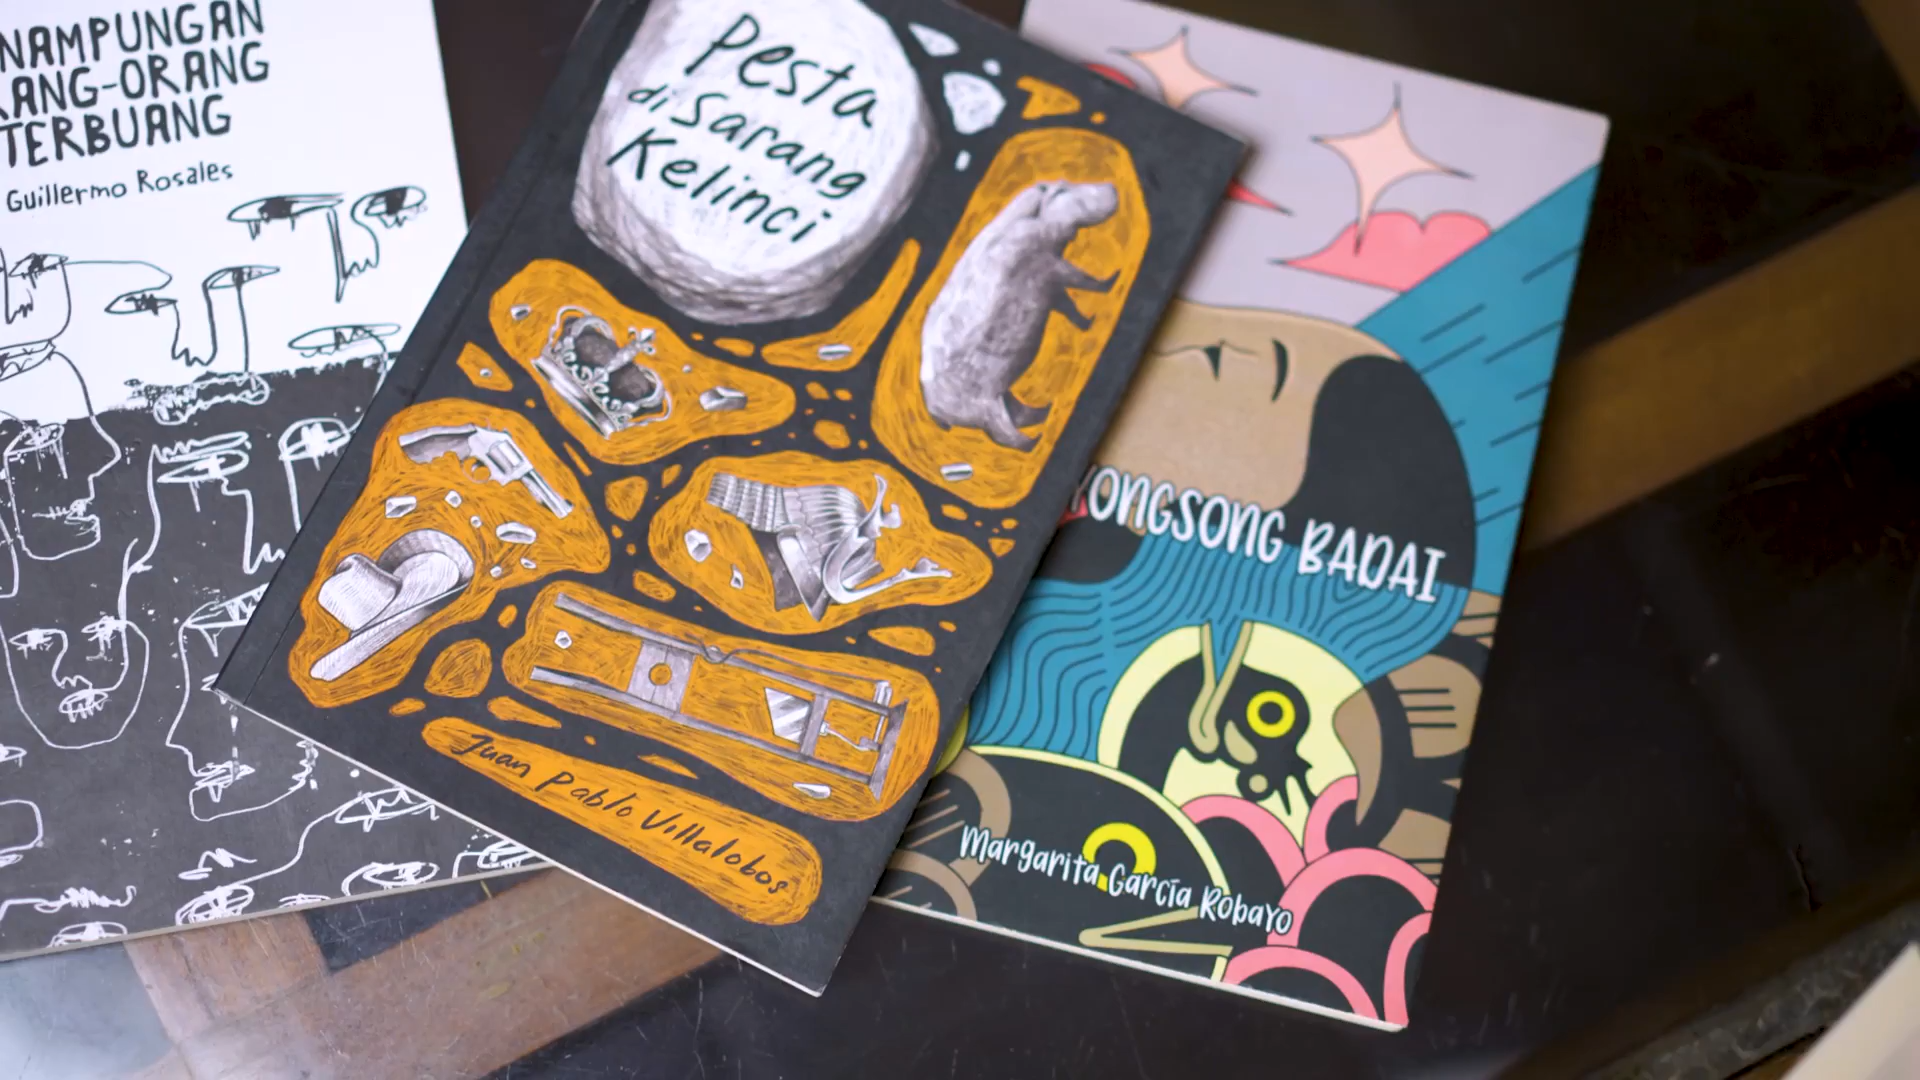 NAMPUNGAN
ANG-ORANG
TERBUANG
Guillermo Rosales
Pesta
di Sarang
Kelinci
Juan Pablo Villalobos
ONGSONG BADAI
Margarita García Robayo